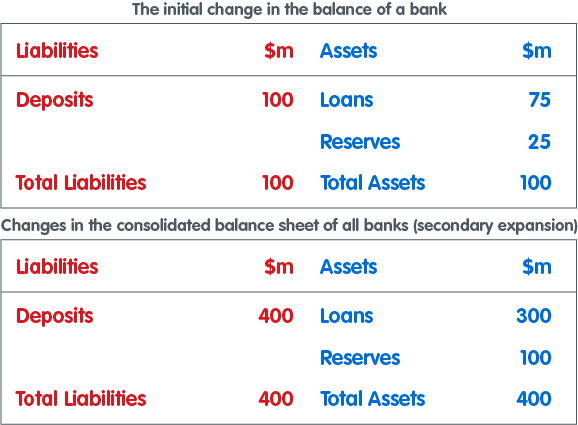 The initial change in the balance of a bank
Liabilities $m Assets $m
Deposits 100 Loans 75
Reserves 25
Total Liabilities 100 Total Assets 100
Changes in the consolidated balance sheet of all banks (secondary expansion)
Liabilities $m Assets $m
Deposits 400 Loans 300
Reserves 100
Total Liabilities 400 Total Assets 400